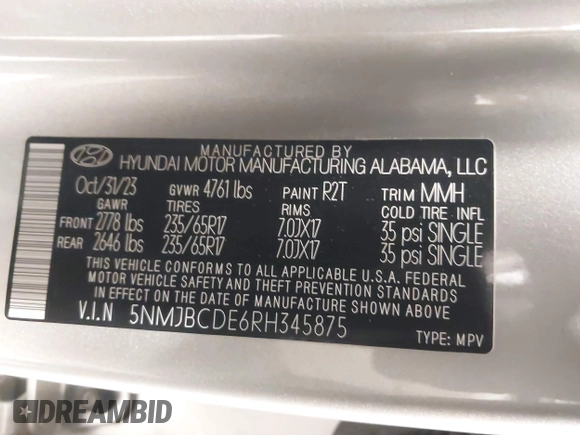 MANUFACTURED BY
HYUNDAI MOTOR MANUFACTURING ALABAMA, LLC
Oct/31/23 GVWR 4761 lbs PAINT R2T TRIM MMH
GAWR TIRES RIMS COLD TIRE INFL
FRONT 2778 lbs 235/65R17 7.0JX17 35 psi SINGLE
REAR 2646 lbs 235/65R17 7.0JX17 35 psi SINGLE
THIS VEHICLE CONFORMS TO ALL APPLICABLE U.S.A. FEDERAL
MOTOR VEHICLE SAFETY AND THEFT PREVENTION STANDARDS
IN EFFECT ON THE DATE OF MANUFACTURE SHOWN ABOVE.
V.I.N 5NMJBCDE6RH345875
TYPE: MPV
DREAMBID